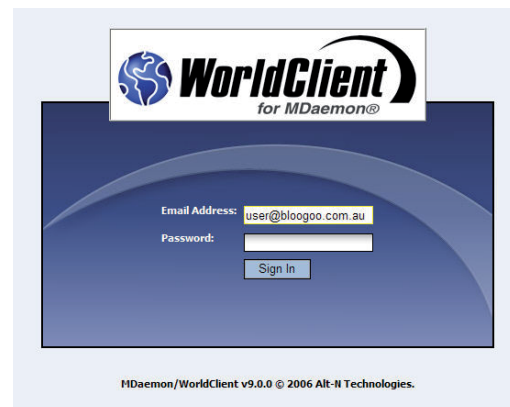 WorldClient
for MDaemon®
Email Address: user@bloogoo.com.au
Password:
Sign In
MDaemon/WorldClient v9.0.0 © 2006 Alt-N Technologies.